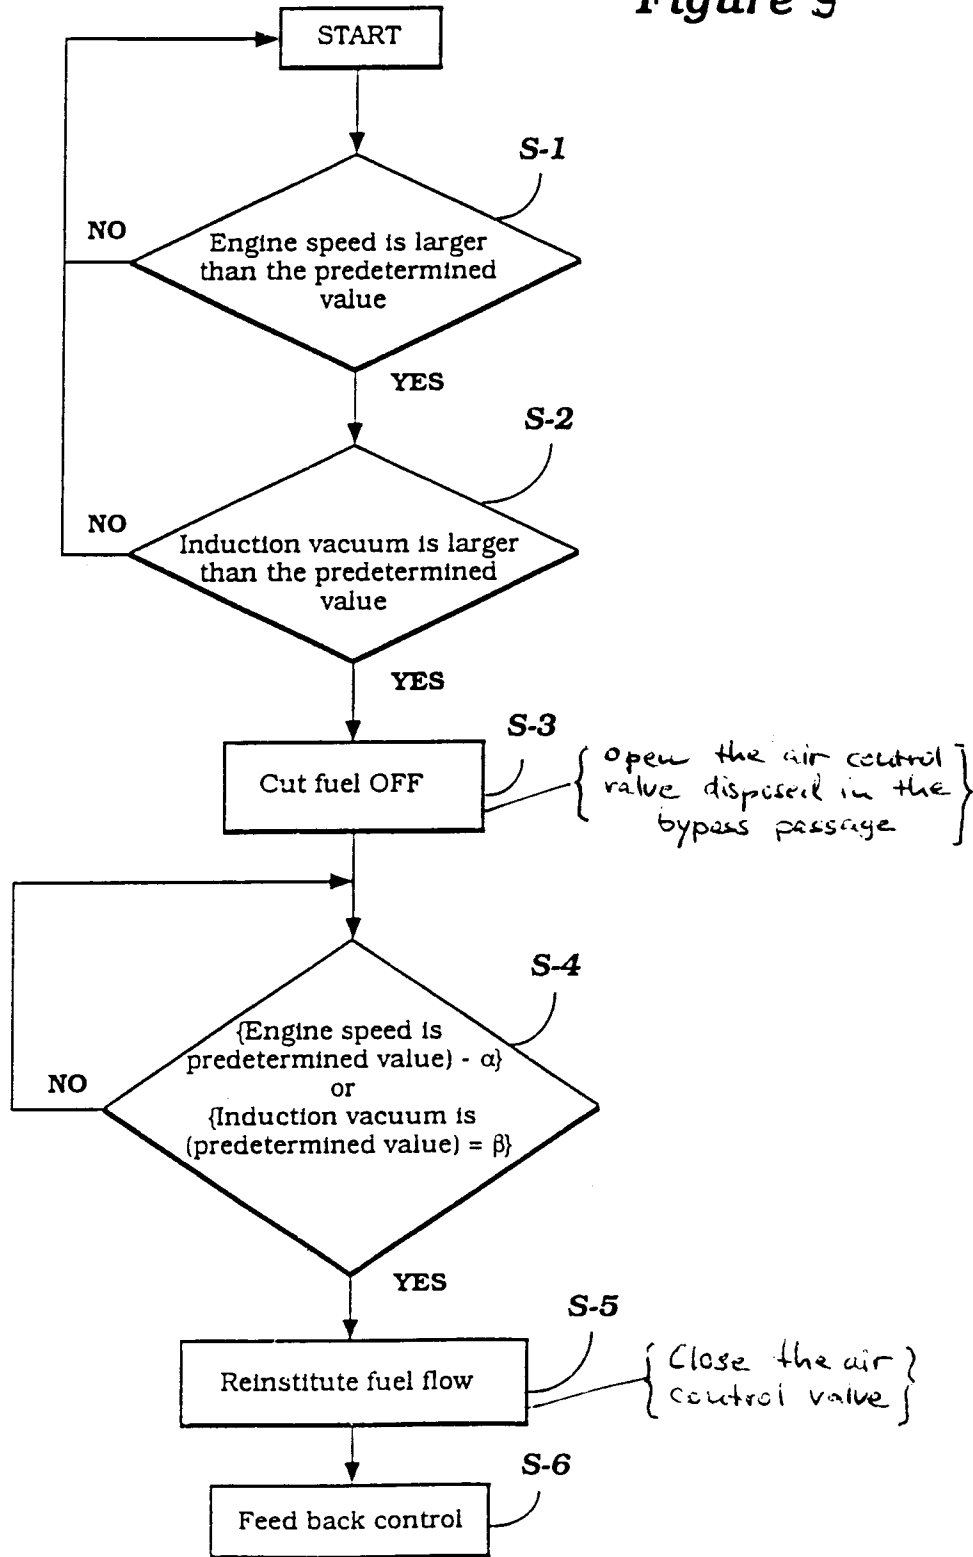 Figure 9
START
S-1
NO
Engine speed is larger
than the predetermined
value
YES
S-2
NO
Induction vacuum is larger
than the predetermined
value
YES
S-3
Cut fuel OFF
{ open the air control }
{ valve disposed in the }
{ bypass passage }
S-4
{Engine speed is
predetermined value) - α}
or
{Induction vacuum is
(predetermined value) = β}
NO
YES
S-5
Reinstitute fuel flow
{ Close the air }
{ control valve }
S-6
Feed back control